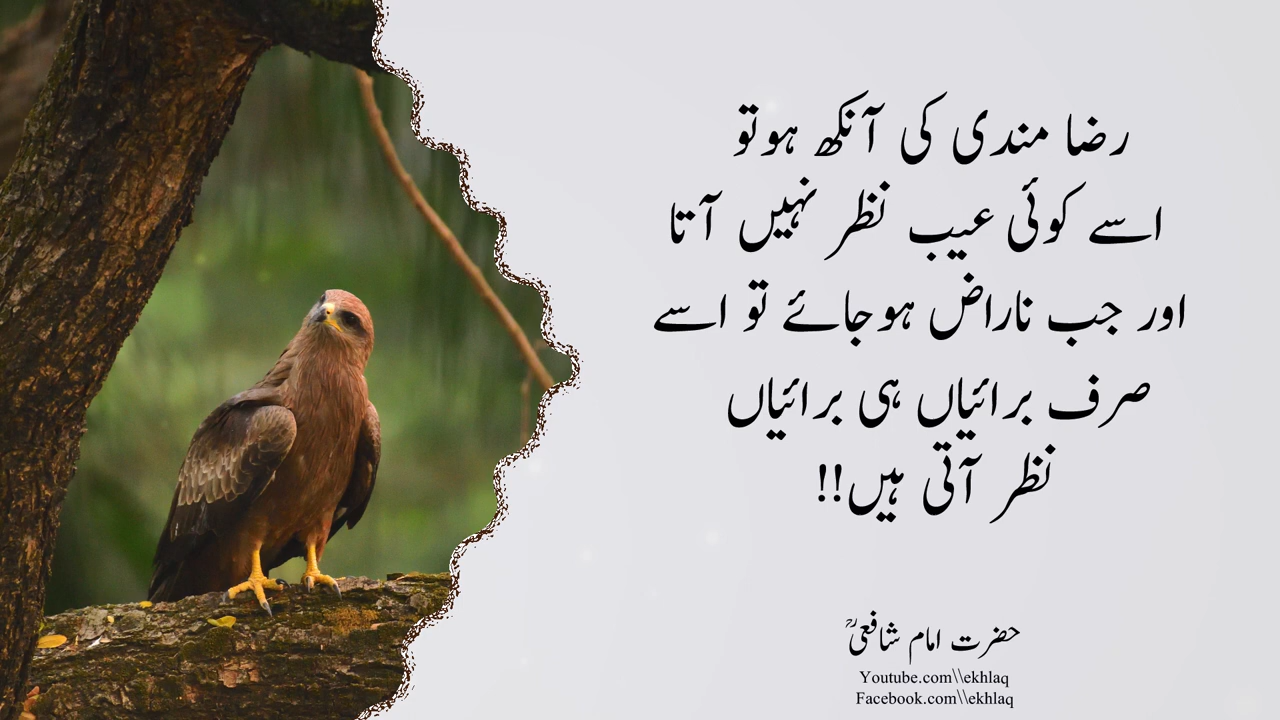 رضا مندی کی آنکھ ہو تو
اسے کوئی عیب نظر نہیں آتا
اور جب ناراض ہو جائے تو اسے
صرف برائیاں ہی برائیاں
نظر آتی ہیں!!
حضرت امام شافعیؒ
Youtube.com\\ekhlaq
Facebook.com\\ekhlaq